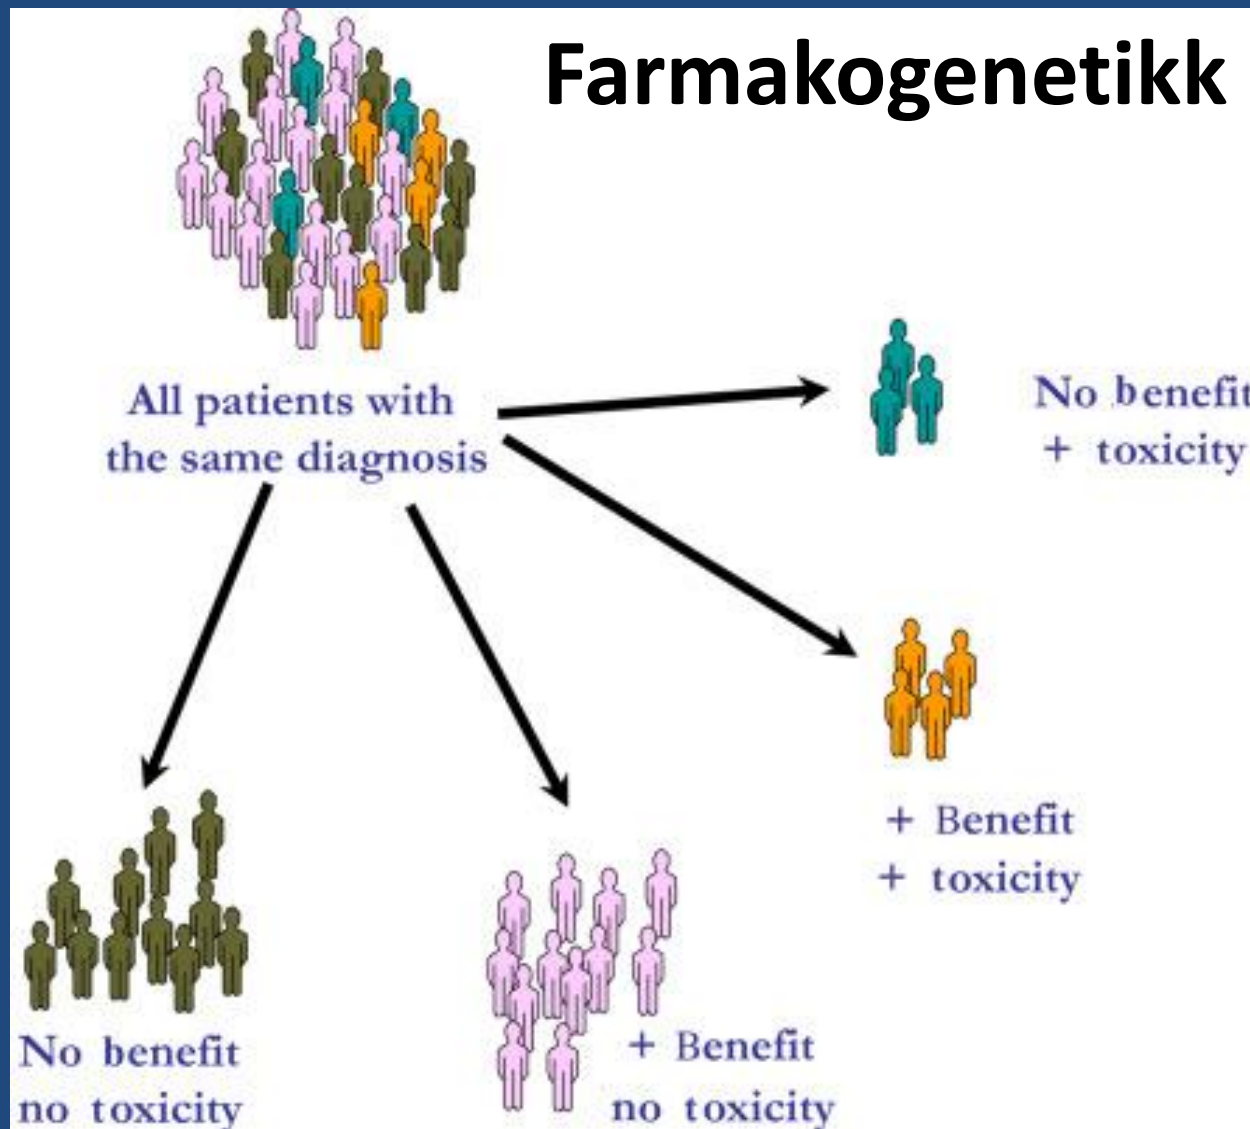 Farmakogenetikk
All patients with
the same diagnosis
No benefit
+ toxicity
+ Benefit
+ toxicity
No benefit
no toxicity
+ Benefit
no toxicity